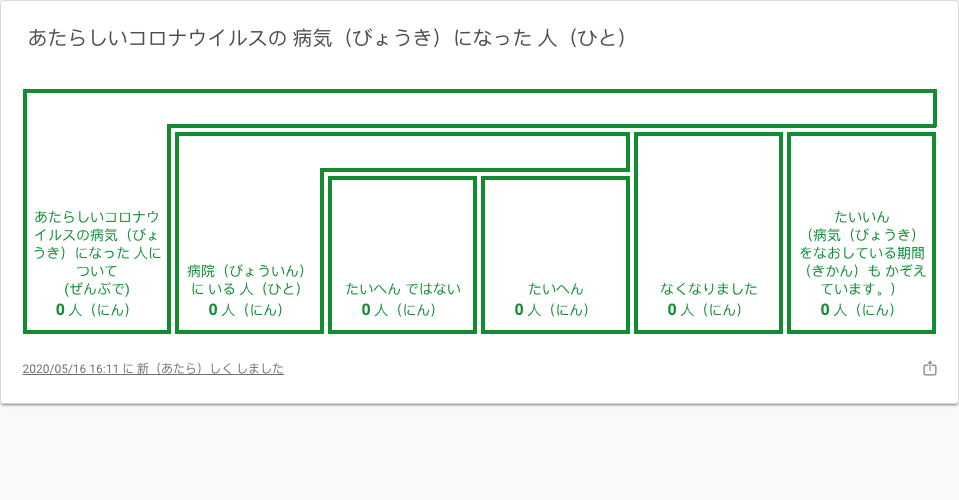 あたらしいコロナウイルスの 病気（びょうき）になった 人（ひと）
あたらしいコロナウ
イルスの病気（びょ
うき）になった 人に
ついて
(ぜんぶで)
0 人（にん）
病院（びょういん）
に いる 人（ひと）
0 人（にん）
たいへん ではない
0 人（にん）
たいへん
0 人（にん）
なくなりました
0 人（にん）
たいいん
（病気（びょうき）
をなおしている期間
（きかん）も かぞえ
ています。）
0 人（にん）
2020/05/16 16:11 に 新（あたら）しく しました